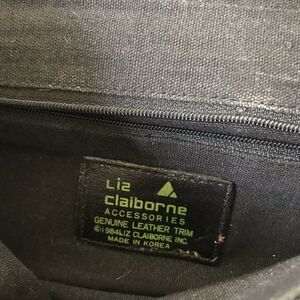 Liz
claiborne
ACCESSORIES
GENUINE LEATHER TRIM
©1984LIZ CLAIBORNE INC.
MADE IN KOREA